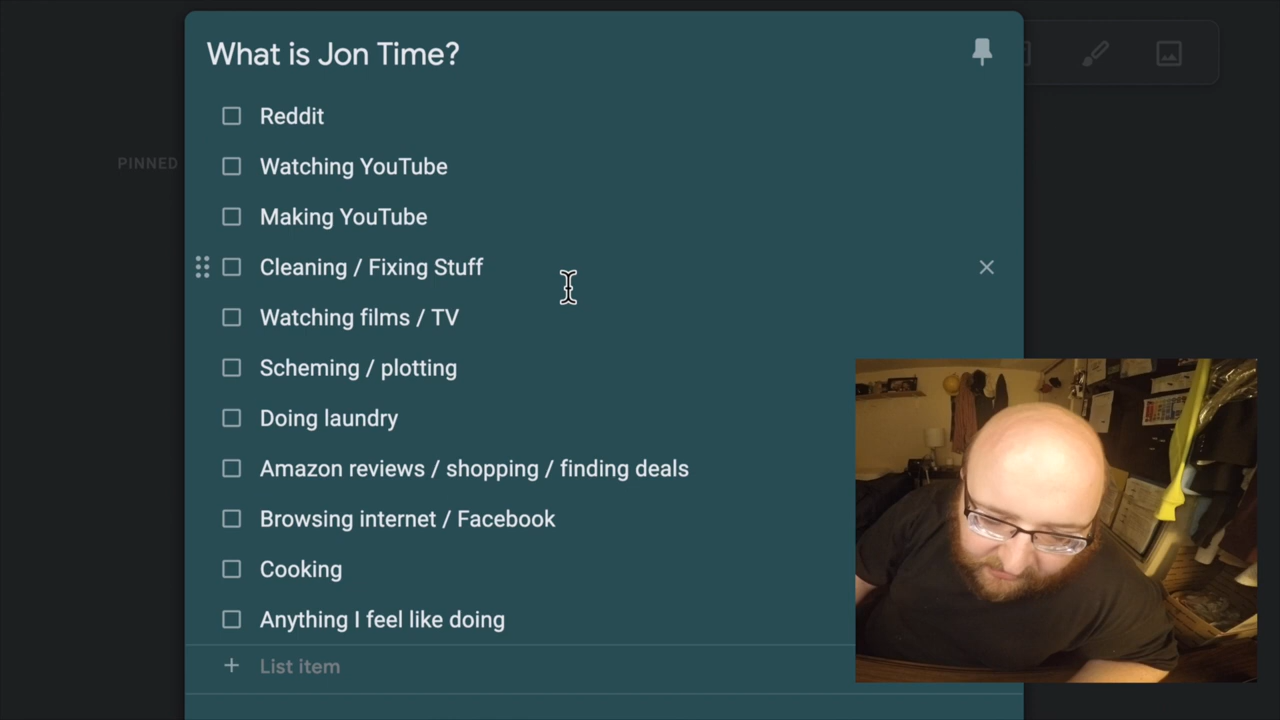 What is Jon Time?
Reddit
Watching YouTube
PINNED
Making YouTube
Cleaning / Fixing Stuff
Watching films / TV
Scheming / plotting
Doing laundry
Amazon reviews / shopping / finding deals
Browsing internet / Facebook
Cooking
Anything I feel like doing
List item